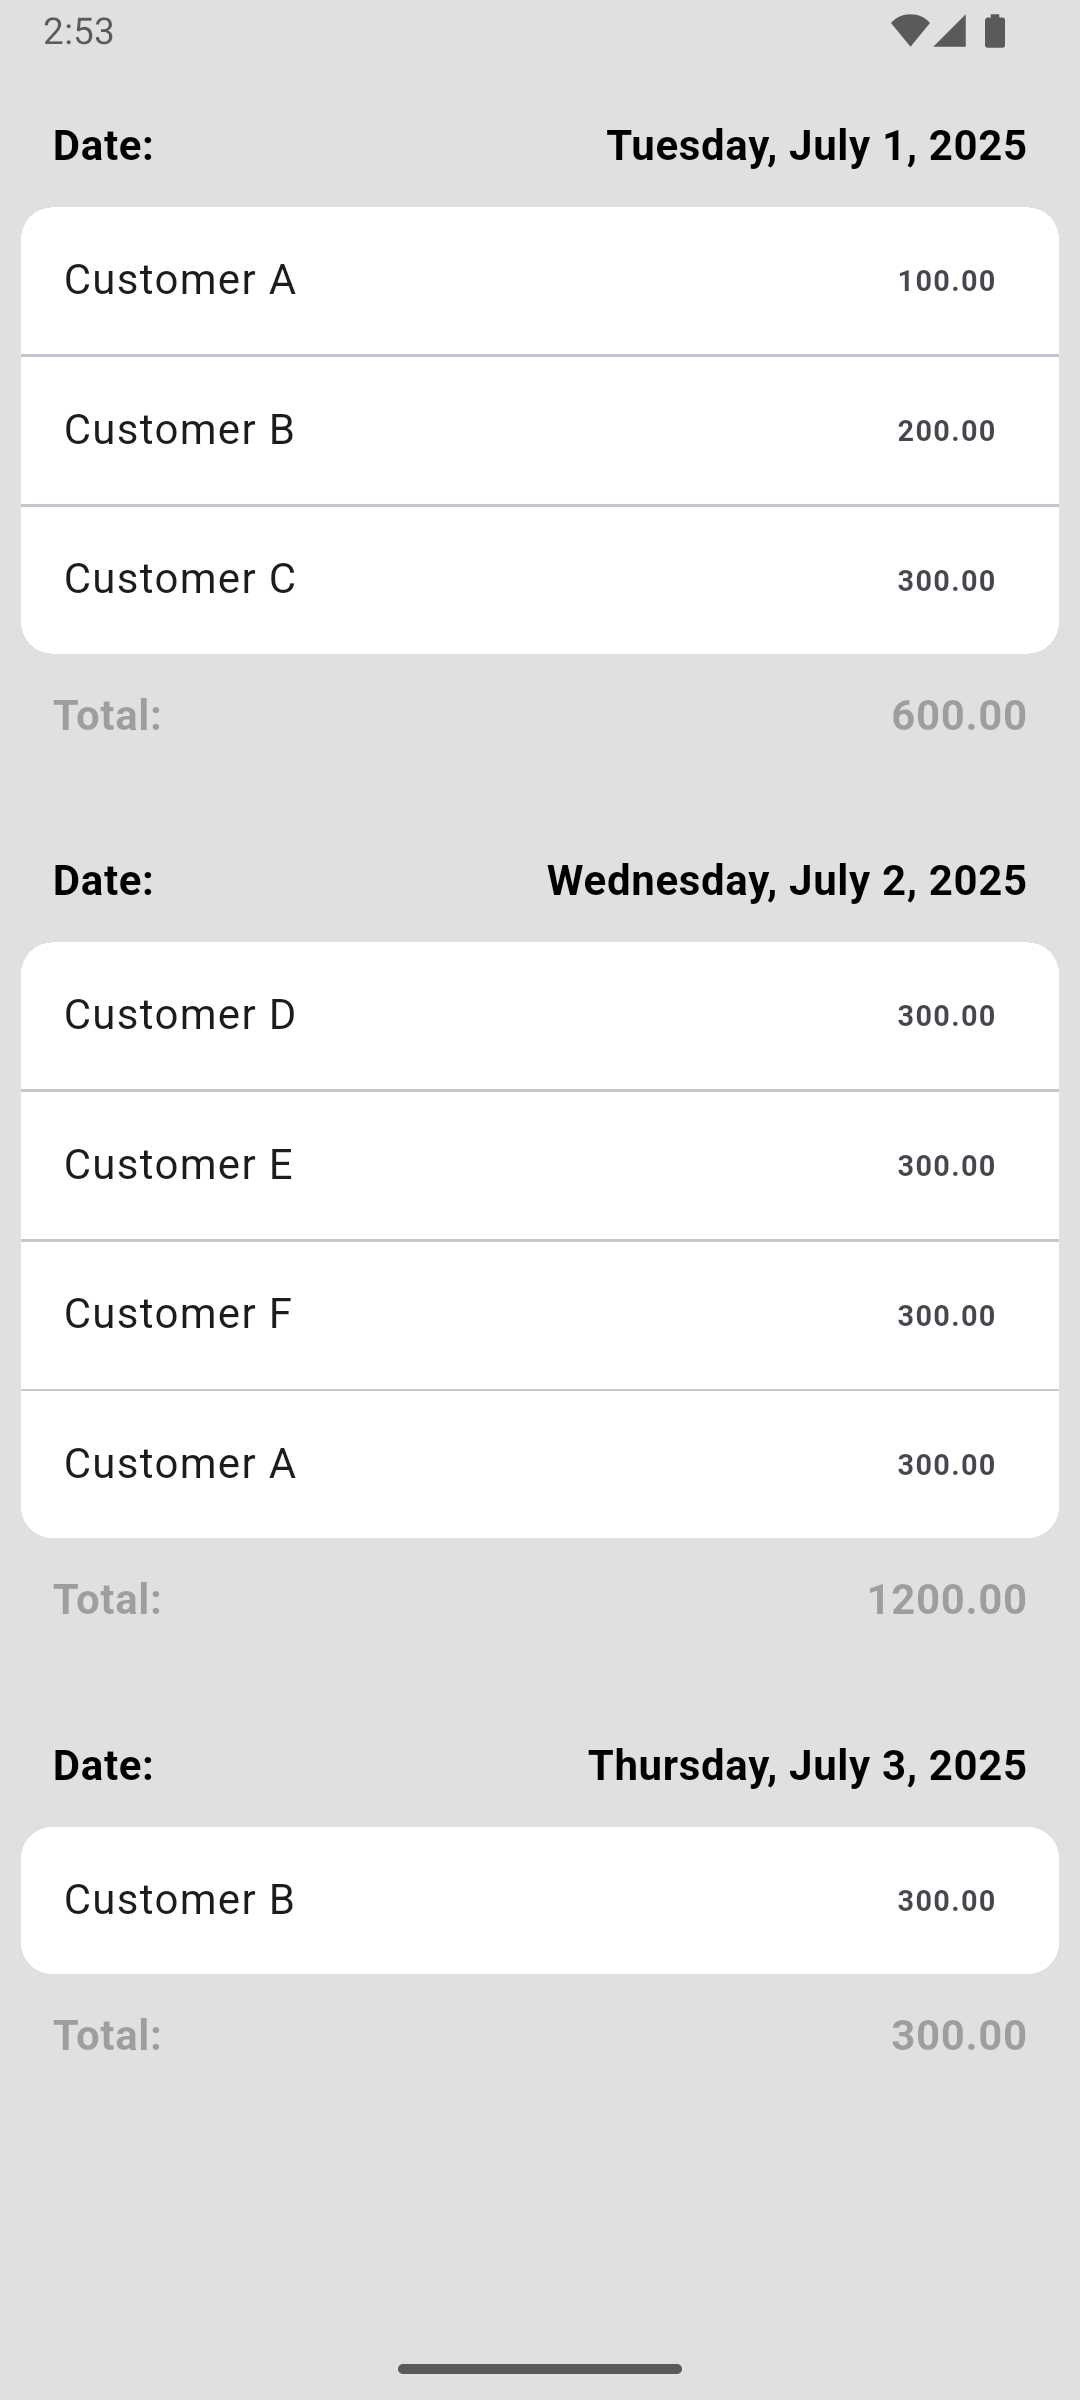 2:53
Date: Tuesday, July 1, 2025
Customer A 100.00
Customer B 200.00
Customer C 300.00
Total: 600.00
Date: Wednesday, July 2, 2025
Customer D 300.00
Customer E 300.00
Customer F 300.00
Customer A 300.00
Total: 1200.00
Date: Thursday, July 3, 2025
Customer B 300.00
Total: 300.00